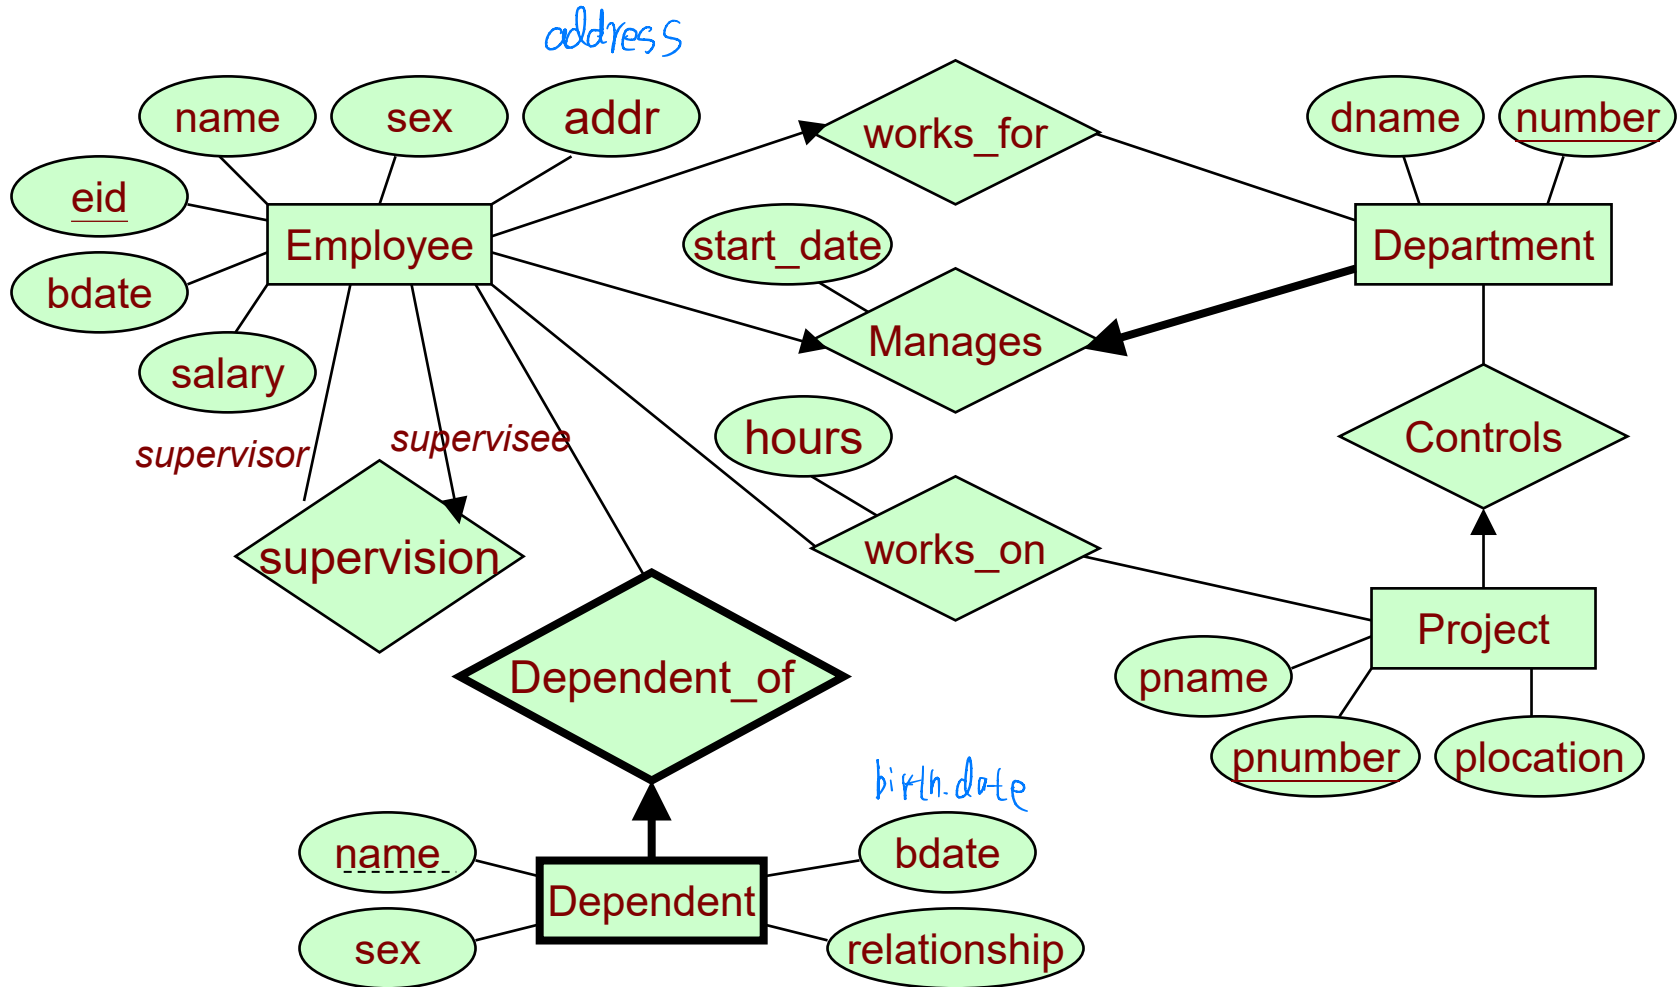 address
name
sex
addr
works_for
dname
number
eid
Employee
start_date
Department
bdate
Manages
salary
supervisor
supervisee
hours
Controls
supervision
works_on
Project
Dependent_of
pname
pnumber
plocation
birth.date
name
bdate
Dependent
sex
relationship